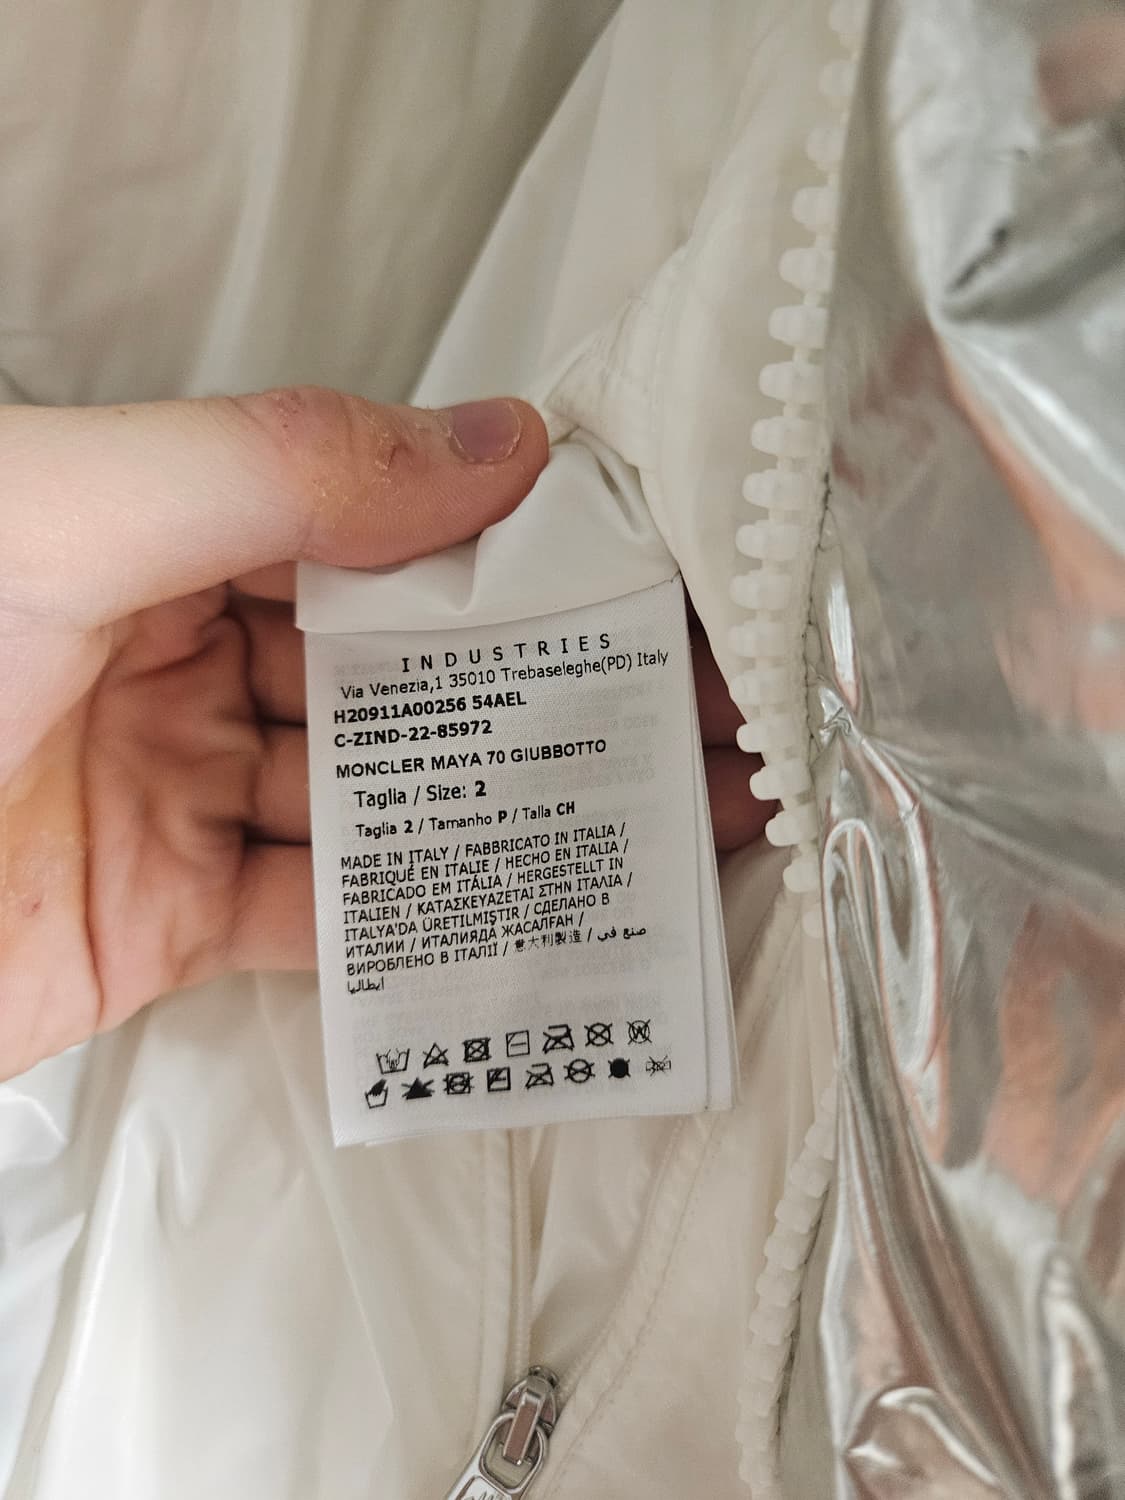 INDUSTRIES
Via Venezia,1 35010 Trebaseleghe(PD) Italy
H20911A00256 54AEL
C-ZIND-22-85972
MONCLER MAYA 70 GIUBBOTTO
Taglia / Size: 2
Taglia 2 / Tamanho P / Talla CH
MADE IN ITALY / FABBRICATO IN ITALIA /
FABRIQUÉ EN ITALIE / HECHO EN ITALIA /
FABRICADO EM ITÁLIA / HERGESTELLT IN
ITALIEN / ΚΑΤΑΣΚΕΥΑΖΕΤΑΙ ΣΤΗΝ ΙΤΑΛΙΑ /
ITALYA'DA ÜRETILMIŞTIR / СДЕЛАНО В
ИТАЛИИ / ИТАЛИЯДА ЖАСАЛҒАН /
ВИРОБЛЕНО В ІТАЛІЇ / 意大利製造 / صنع في
ايطاليا